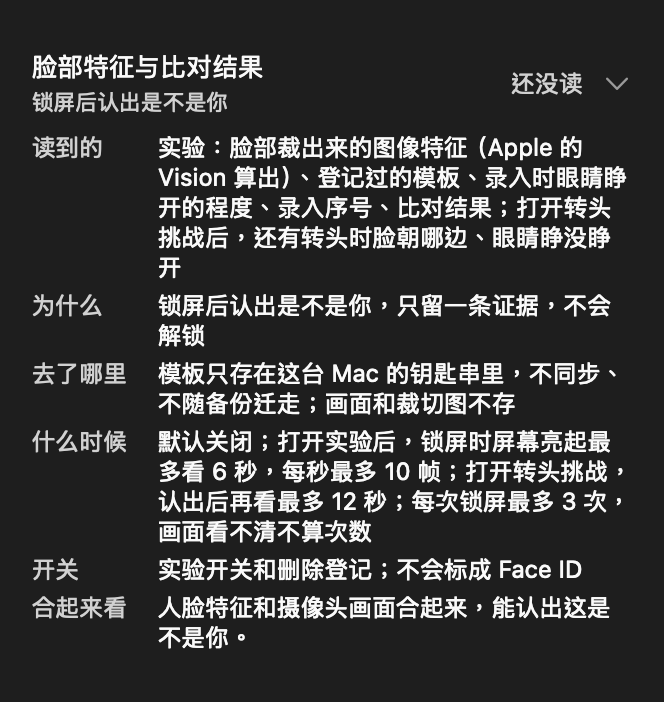 脸部特征与比对结果
还没读
锁屏后认出是不是你
读到的
实验：脸部裁出来的图像特征（Apple 的
Vision 算出）、登记过的模板、录入时眼睛睁
开的程度、录入序号、比对结果；打开转头
挑战后，还有转头时脸朝哪边、眼睛睁没睁
开
为什么
锁屏后认出是不是你，只留一条证据，不会
解锁
去了哪里
模板只存在这台 Mac 的钥匙串里，不同步、
不随备份迁走；画面和裁切图不存
什么时候
默认关闭；打开实验后，锁屏时屏幕亮起最
多看 6 秒，每秒最多 10 帧；打开转头挑战，
认出后再看最多 12 秒；每次锁屏最多 3 次，
画面看不清不算次数
开关
实验开关和删除登记；不会标成 Face ID
合起来看
人脸特征和摄像头画面合起来，能认出这是
不是你。